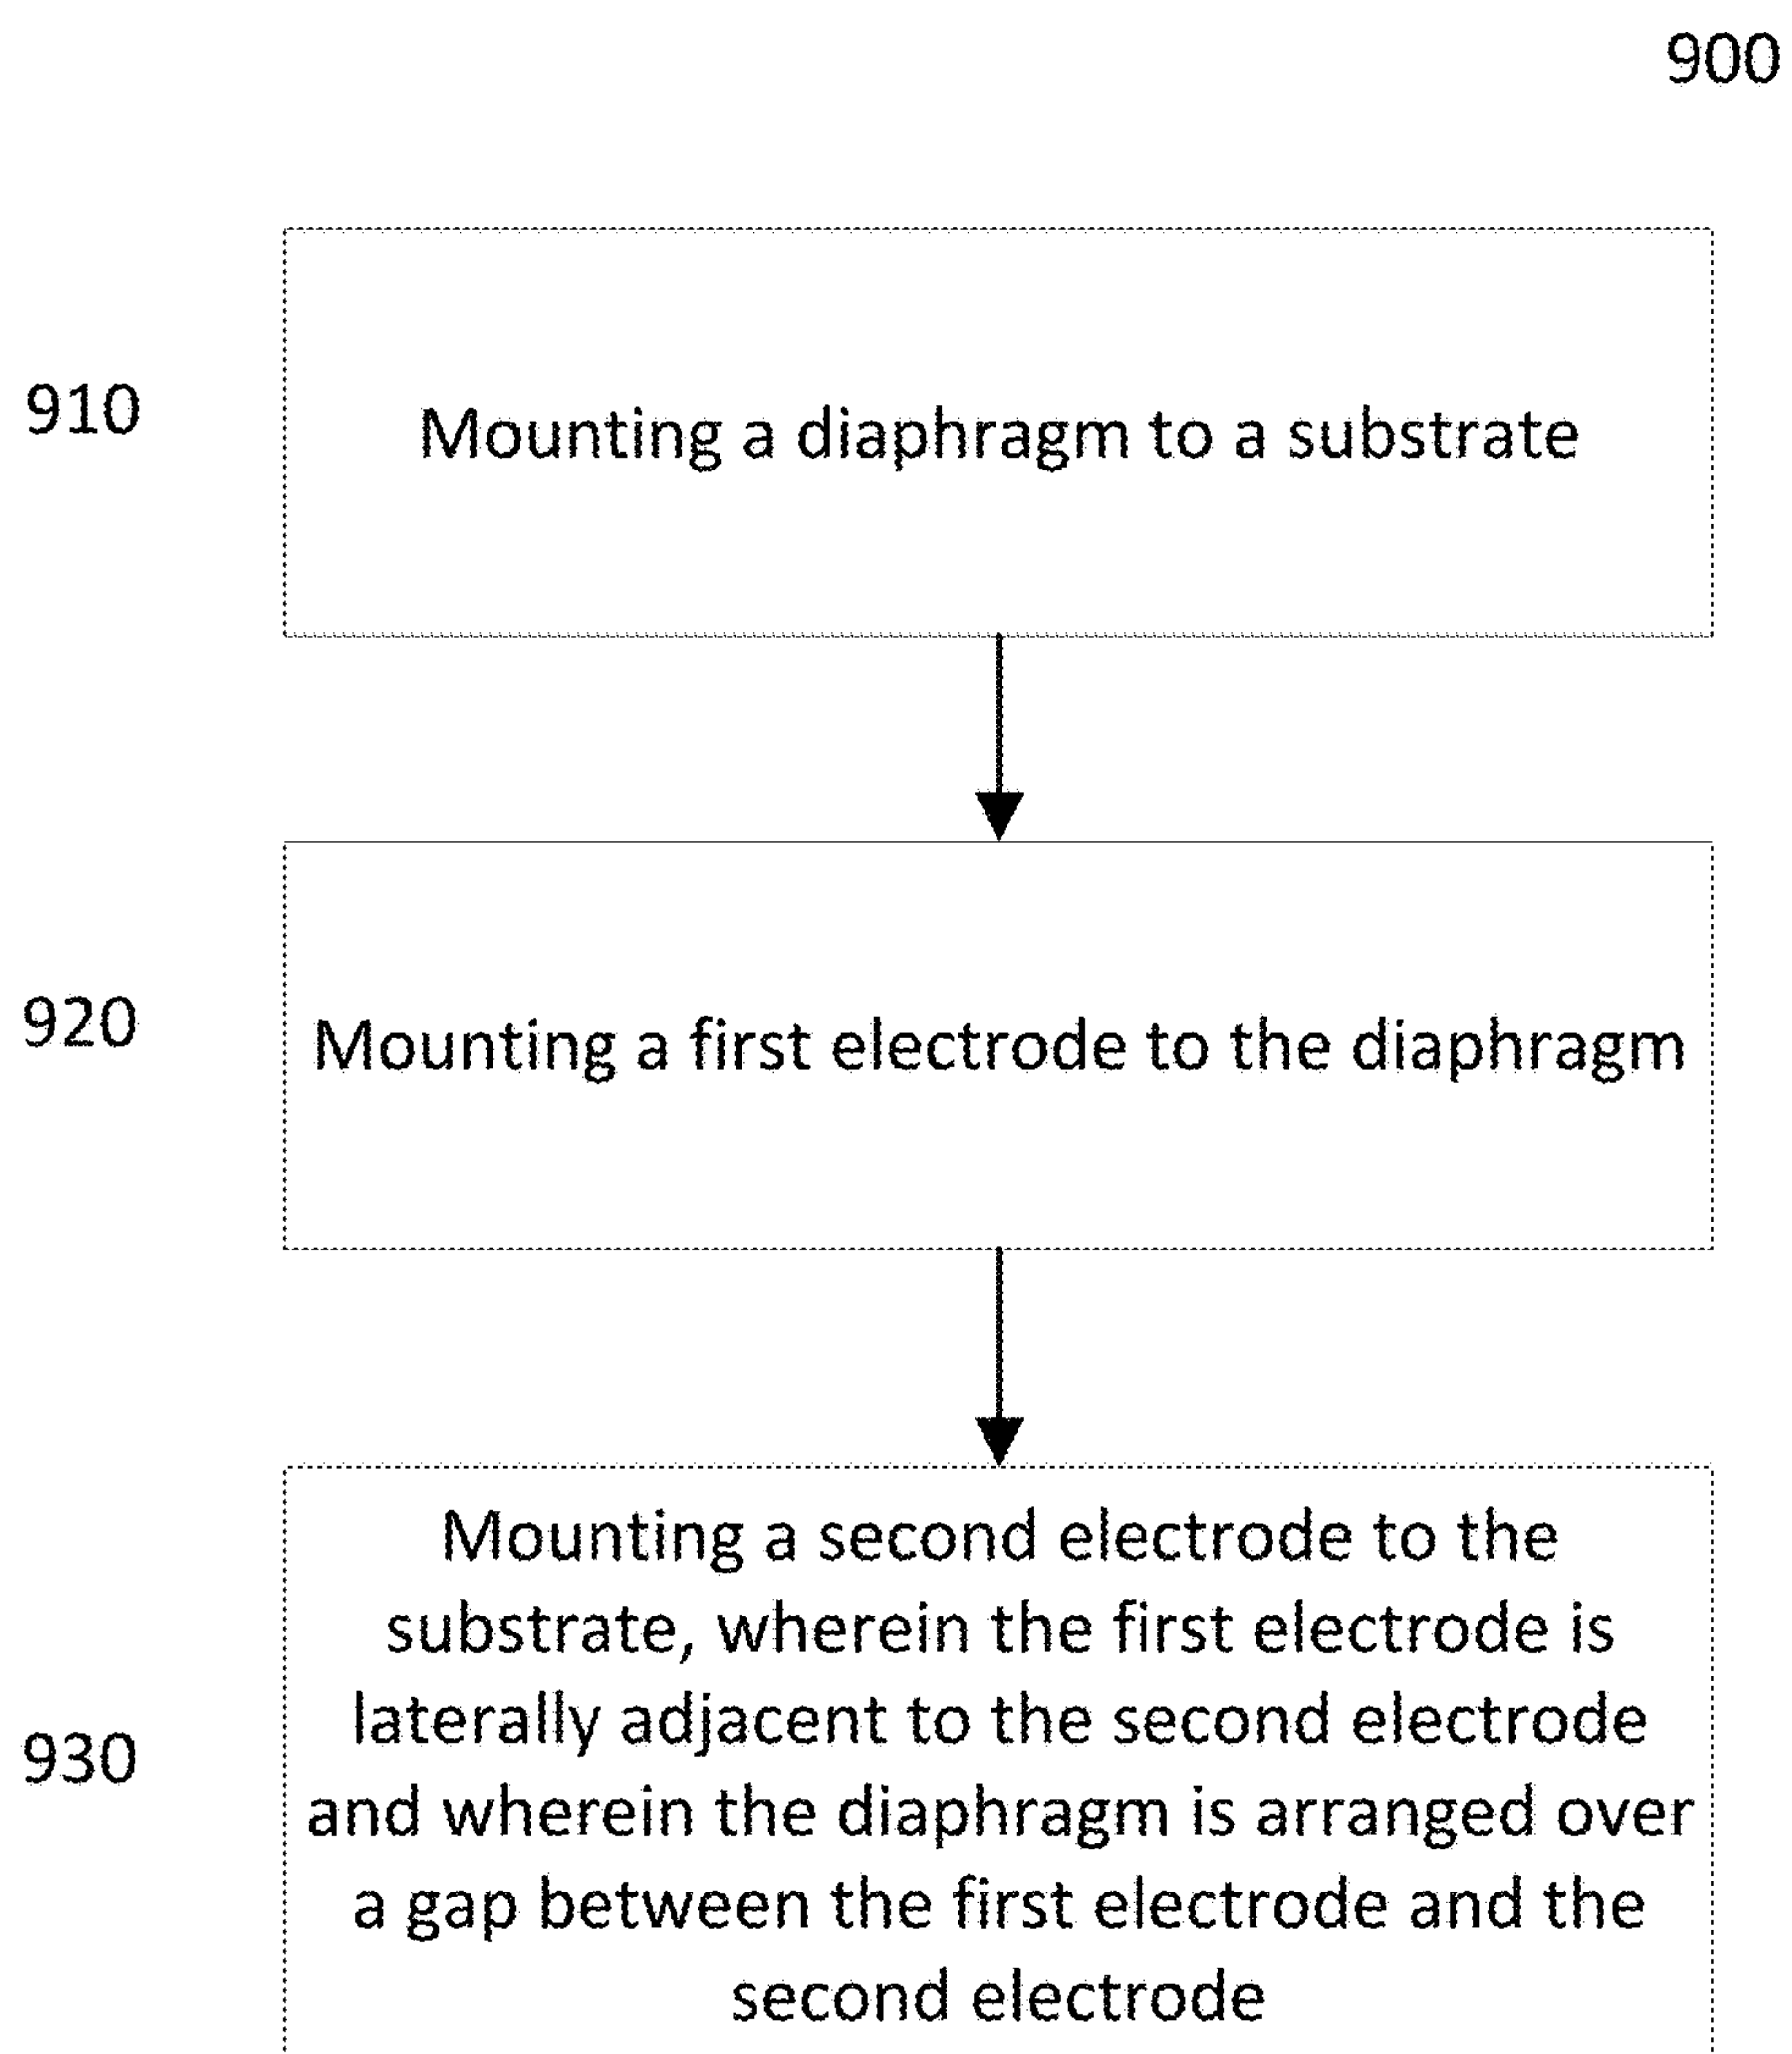 900
910
Mounting a diaphragm to a substrate
920
Mounting a first electrode to the diaphragm
930
Mounting a second electrode to the
substrate, wherein the first electrode is
laterally adjacent to the second electrode
and wherein the diaphragm is arranged over
a gap between the first electrode and the
second electrode